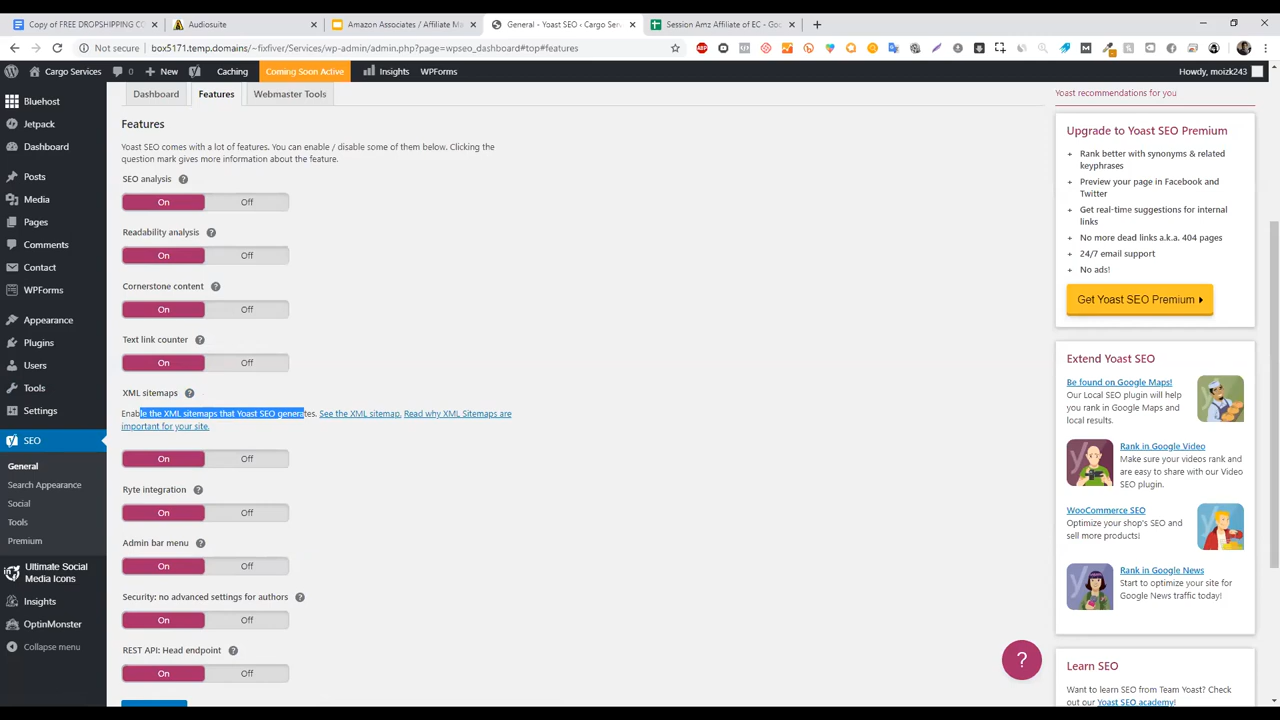 Copy of FREE DROPSHIPPING CO
Audiosuite
Amazon Associates / Affiliate M
General - Yoast SEO ‹ Cargo Ser
Session Amz Affiliate of EC - Go
Not secure
box5171.temp.domains/~fixfiver/Services/wp-admin/admin.php?page=wpseo_dashboard#top#features
Cargo Services
0
New
Caching
Coming Soon Active
Insights
WPForms
Howdy, moizk243
Bluehost
Jetpack
Dashboard
Posts
Media
Pages
Comments
Contact
WPForms
Appearance
Plugins
Users
Tools
Settings
SEO
General
Search Appearance
Social
Tools
Premium
Ultimate Social
Media Icons
Insights
OptinMonster
Collapse menu
Dashboard
Features
Webmaster Tools
Features
Yoast SEO comes with a lot of features. You can enable / disable some of them below. Clicking the
question mark gives more information about the feature.
SEO analysis ?
On Off
Readability analysis ?
On Off
Cornerstone content ?
On Off
Text link counter ?
On Off
XML sitemaps ?
Enable the XML sitemaps that Yoast SEO generates. See the XML sitemap. Read why XML Sitemaps are
important for your site.
On Off
Ryte integration ?
On Off
Admin bar menu ?
On Off
Security: no advanced settings for authors ?
On Off
REST API: Head endpoint ?
On Off
Yoast recommendations for you
Upgrade to Yoast SEO Premium
+ Rank better with synonyms & related
keyphrases
+ Preview your page in Facebook and
Twitter
+ Get real-time suggestions for internal
links
+ No more dead links a.k.a. 404 pages
+ 24/7 email support
+ No ads!
Get Yoast SEO Premium
Extend Yoast SEO
Be found on Google Maps!
Our Local SEO plugin will help
you rank in Google Maps and
local results.
Rank in Google Video
Make sure your videos rank and
are easy to share with our Video
SEO plugin.
WooCommerce SEO
Optimize your shop's SEO and
sell more products!
Rank in Google News
Start to optimize your site for
Google News traffic today!
?
Learn SEO
Want to learn SEO from Team Yoast? Check
out our Yoast SEO academy!